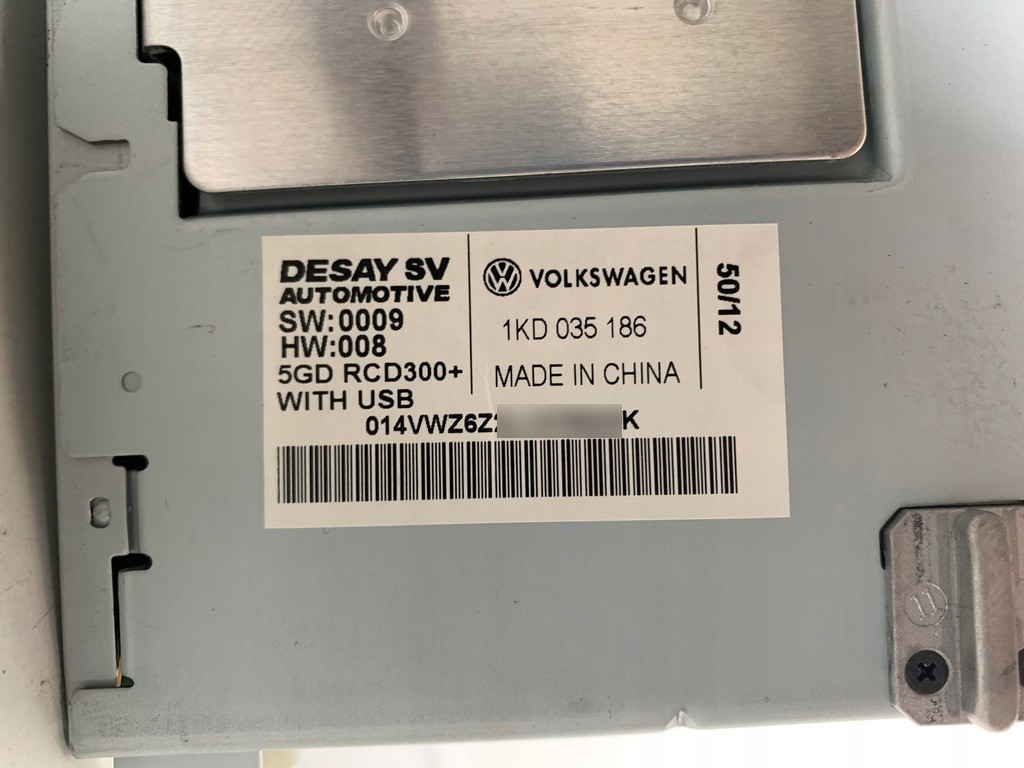 DESAY SV
AUTOMOTIVE
SW:0009
HW:008
5GD RCD300+
WITH USB
VOLKSWAGEN
1KD 035 186
MADE IN CHINA
50/12